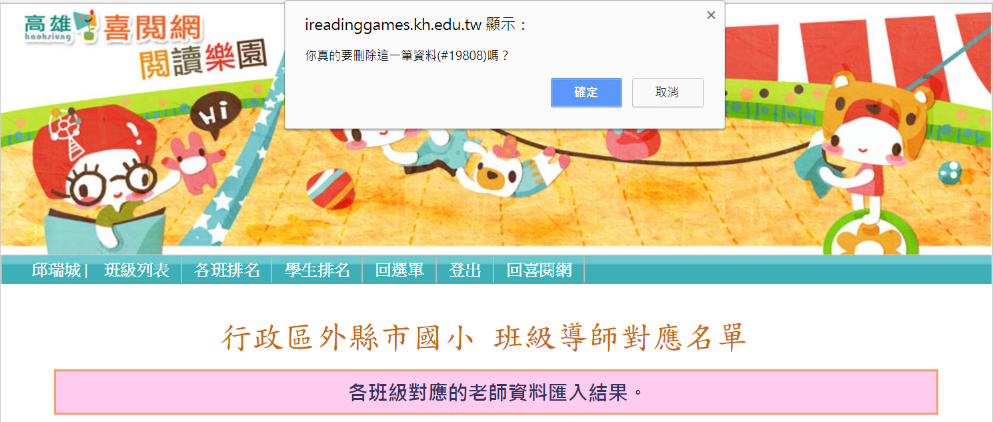 高雄 喜閱網
kaohsiung
閱讀樂園
Hi
ireadinggames.kh.edu.tw 顯示：
你真的要刪除這一筆資料(#19808)嗎？
確定 取消
邱瑞城| 班級列表 各班排名 學生排名 回選單 登出 回喜閱網
行政區外縣市國小 班級導師對應名單
各班級對應的老師資料匯入結果。